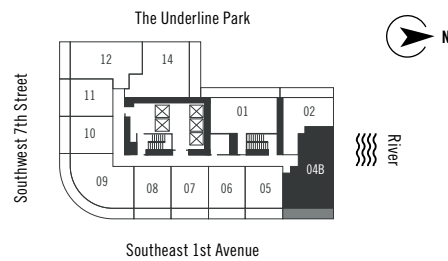 The Underline Park
N
12
14
11
01
02
10
Southwest 7th Street
River
04B
09
08
07
06
05
Southeast 1st Avenue